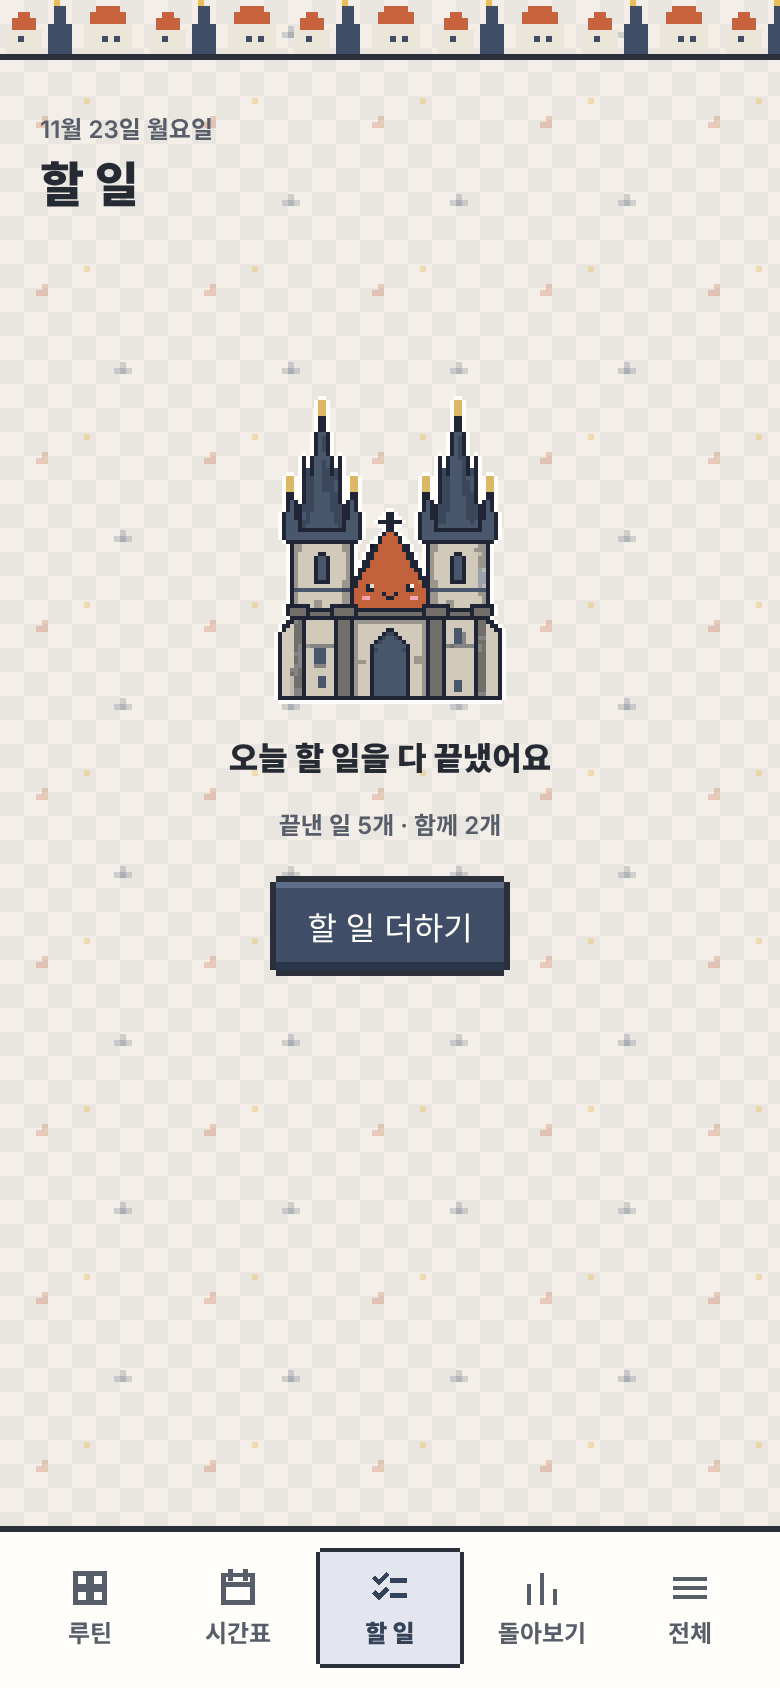 11월 23일 월요일
할 일
오늘 할 일을 다 끝냈어요
끝낸 일 5개 · 함께 2개
할 일 더하기
루틴
시간표
할 일
돌아보기
전체